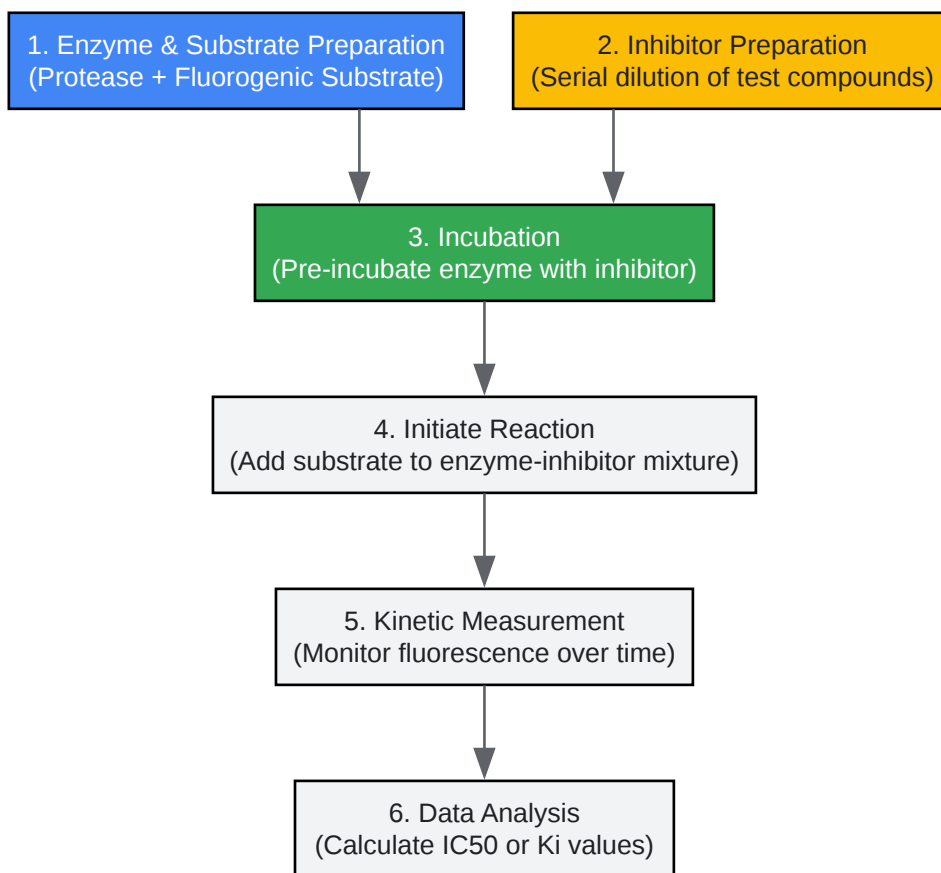 1. Enzyme & Substrate Preparation
(Protease + Fluorogenic Substrate)
2. Inhibitor Preparation
(Serial dilution of test compounds)
3. Incubation
(Pre-incubate enzyme with inhibitor)
4. Initiate Reaction
(Add substrate to enzyme-inhibitor mixture)
5. Kinetic Measurement
(Monitor fluorescence over time)
6. Data Analysis
(Calculate IC50 or Ki values)